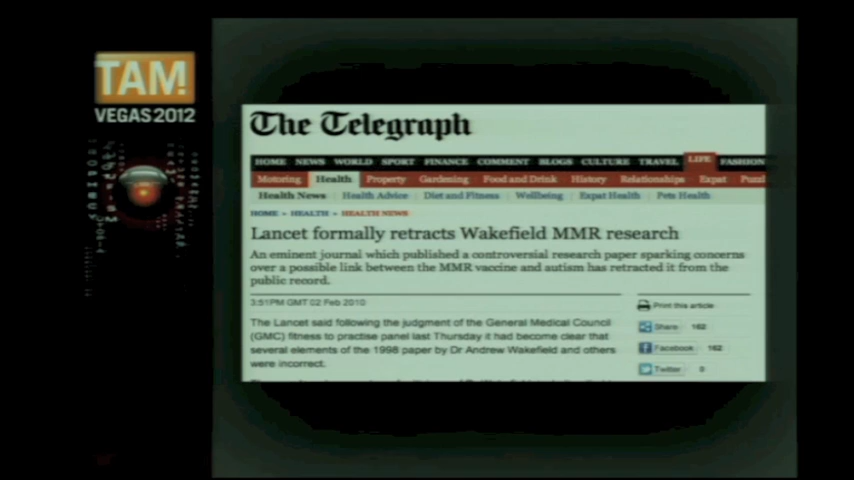 TAM!
VEGAS 2012
The Telegraph
HOME NEWS WORLD SPORT FINANCE COMMENT BLOGS CULTURE TRAVEL LIFE FASHION
Motoring Health Property Gardening Food and Drink History Relationships Expat Puzzl
Health News Health Advice Diet and Fitness Wellbeing Expat Health Pets Health
HOME » HEALTH » HEALTH NEWS
Lancet formally retracts Wakefield MMR research
An eminent journal which published a controversial research paper sparking concerns
over a possible link between the MMR vaccine and autism has retracted it from the
public record.
3:51PM GMT 02 Feb 2010
The Lancet said following the judgment of the General Medical Council
(GMC) fitness to practise panel last Thursday it had become clear that
several elements of the 1998 paper by Dr Andrew Wakefield and others
were incorrect.
Print this article
Share 162
Facebook 162
Twitter 0